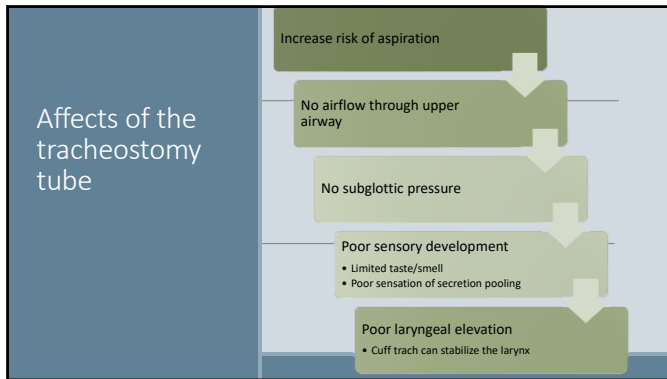 Affects of the
tracheostomy
tube
Increase risk of aspiration
No airflow through upper
airway
No subglottic pressure
Poor sensory development
• Limited taste/smell
• Poor sensation of secretion pooling
Poor laryngeal elevation
• Cuff trach can stabilize the larynx